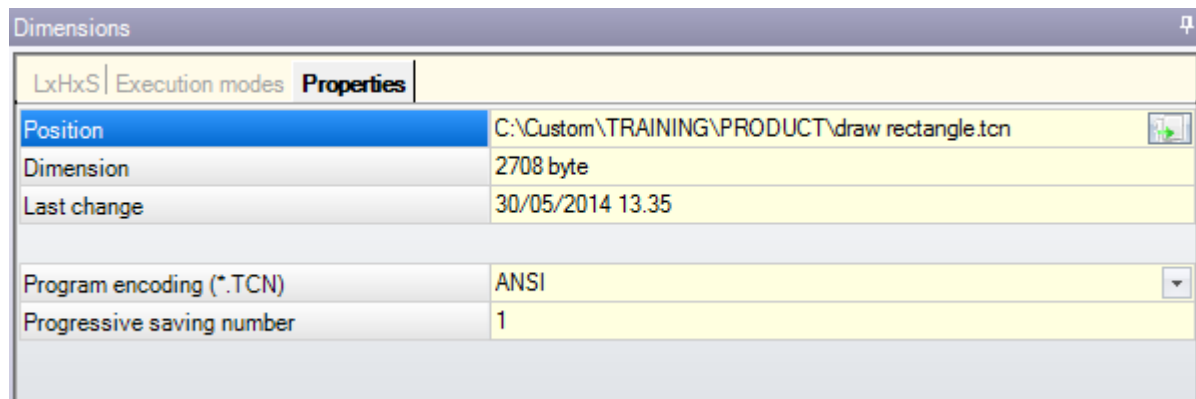 Dimensions
LxHxS Execution modes Properties
Position C:\Custom\TRAINING\PRODUCT\draw rectangle.tcn
Dimension 2708 byte
Last change 30/05/2014 13.35
Program encoding (*.TCN) ANSI
Progressive saving number 1